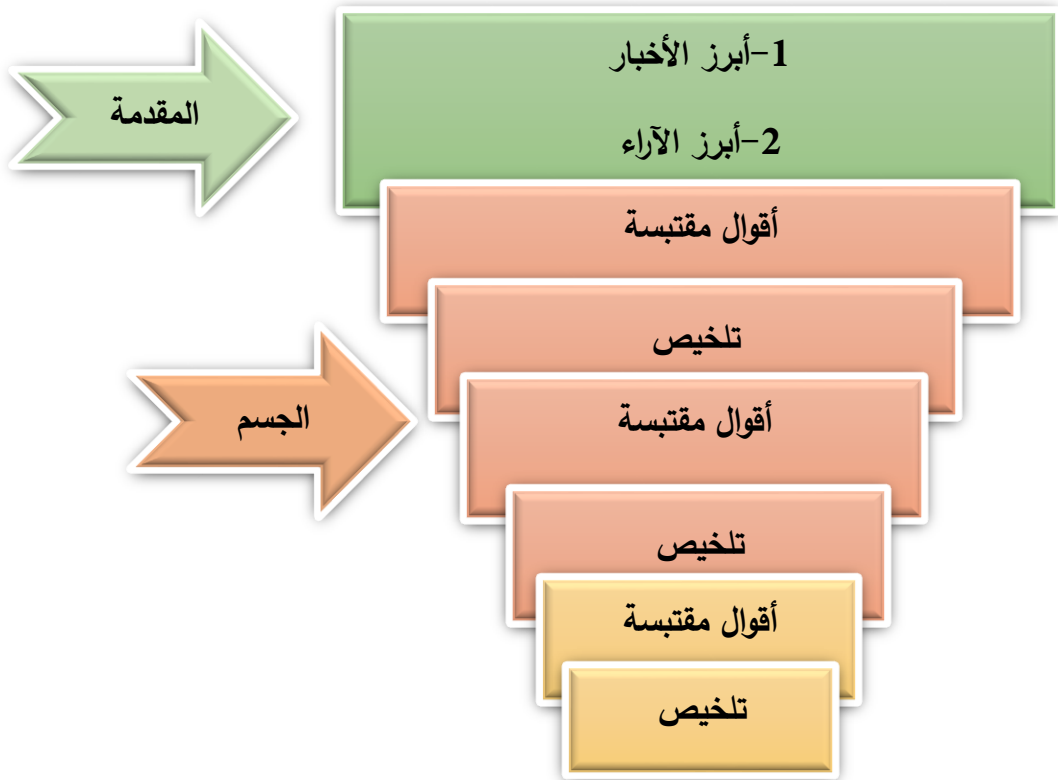 1-أبرز الأخبار
المقدمة
2-أبرز الآراء
أقوال مقتبسة
تلخيص
أقوال مقتبسة
الجسم
تلخيص
أقوال مقتبسة
تلخيص